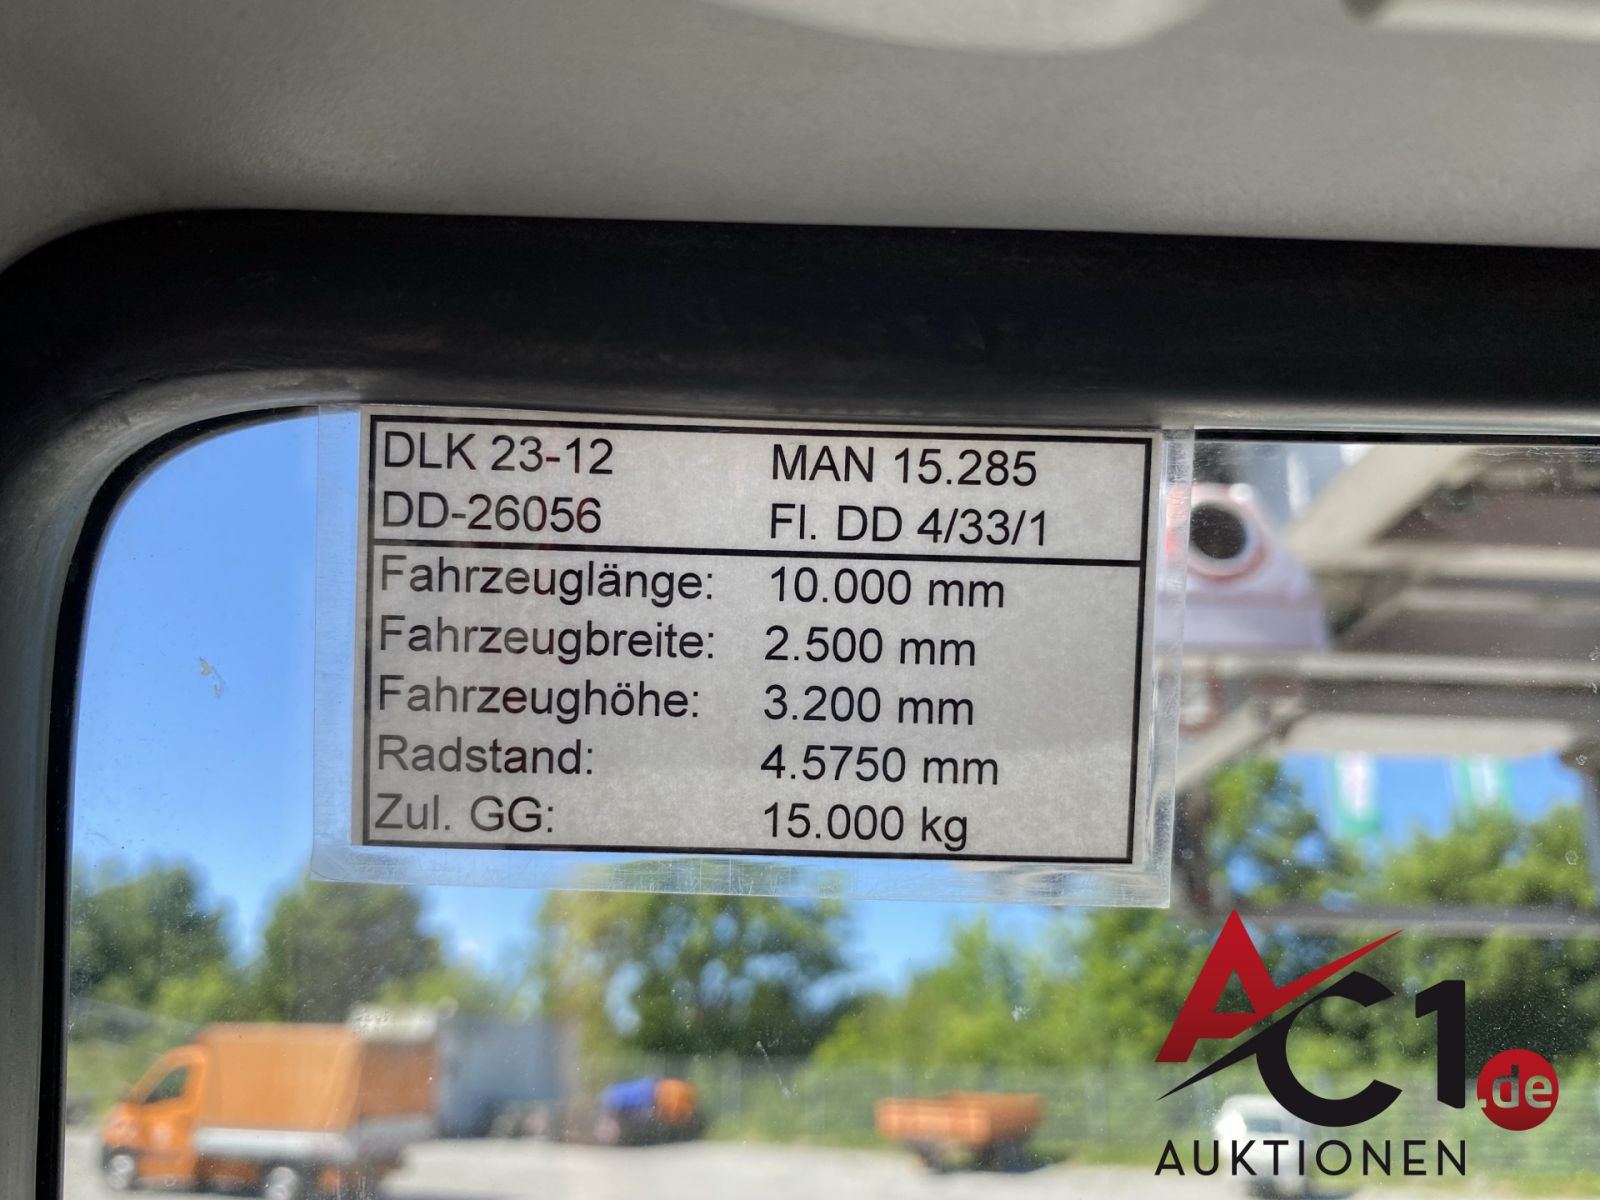 DLK 23-12 MAN 15.285
DD-26056 Fl. DD 4/33/1
Fahrzeuglänge: 10.000 mm
Fahrzeugbreite: 2.500 mm
Fahrzeughöhe: 3.200 mm
Radstand: 4.5750 mm
Zul. GG: 15.000 kg
AC1.de
AUKTIONEN